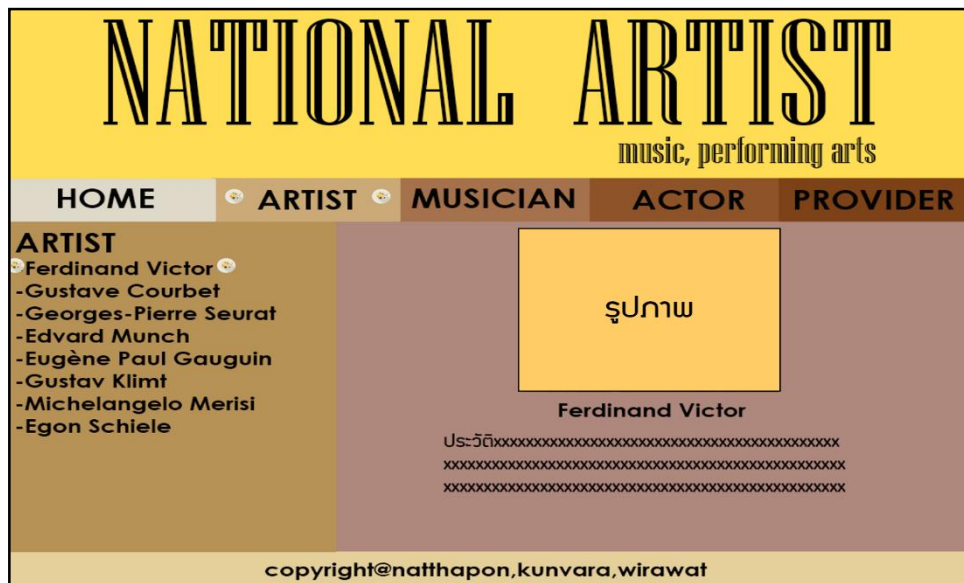 NATIONAL ARTIST
music, performing arts
HOME ARTIST MUSICIAN ACTOR PROVIDER
ARTIST
Ferdinand Victor
-Gustave Courbet
-Georges-Pierre Seurat
-Edvard Munch
-Eugène Paul Gauguin
-Gustav Klimt
-Michelangelo Merisi
-Egon Schiele
รูปภาพ
Ferdinand Victor
ประวัติxxxxxxxxxxxxxxxxxxxxxxxxxxxxxxxxxxxxxxxxxxx
xxxxxxxxxxxxxxxxxxxxxxxxxxxxxxxxxxxxxxxxxxxxxxxxxx
xxxxxxxxxxxxxxxxxxxxxxxxxxxxxxxxxxxxxxxxxxxxxxxxxx
copyright@natthapon,kunvara,wirawat